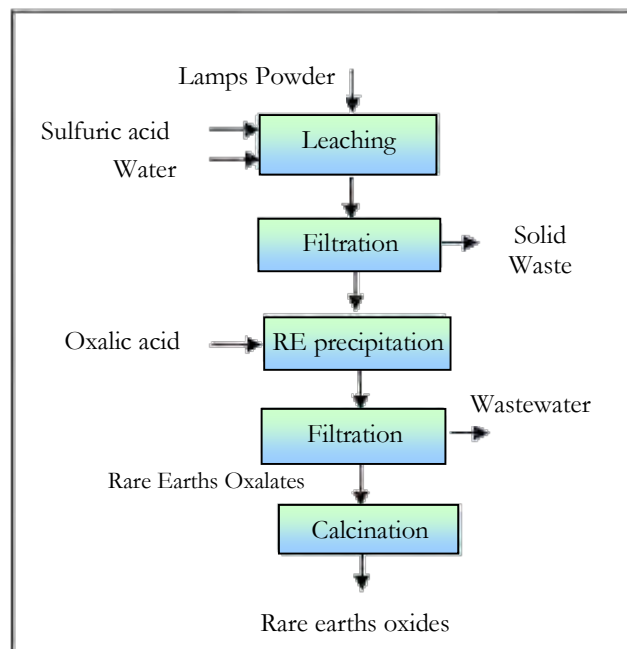 Lamps Powder
Sulfuric acid
Water
Leaching
Filtration
Solid
Waste
Oxalic acid
RE precipitation
Wastewater
Filtration
Rare Earths Oxalates
Calcination
Rare earths oxides